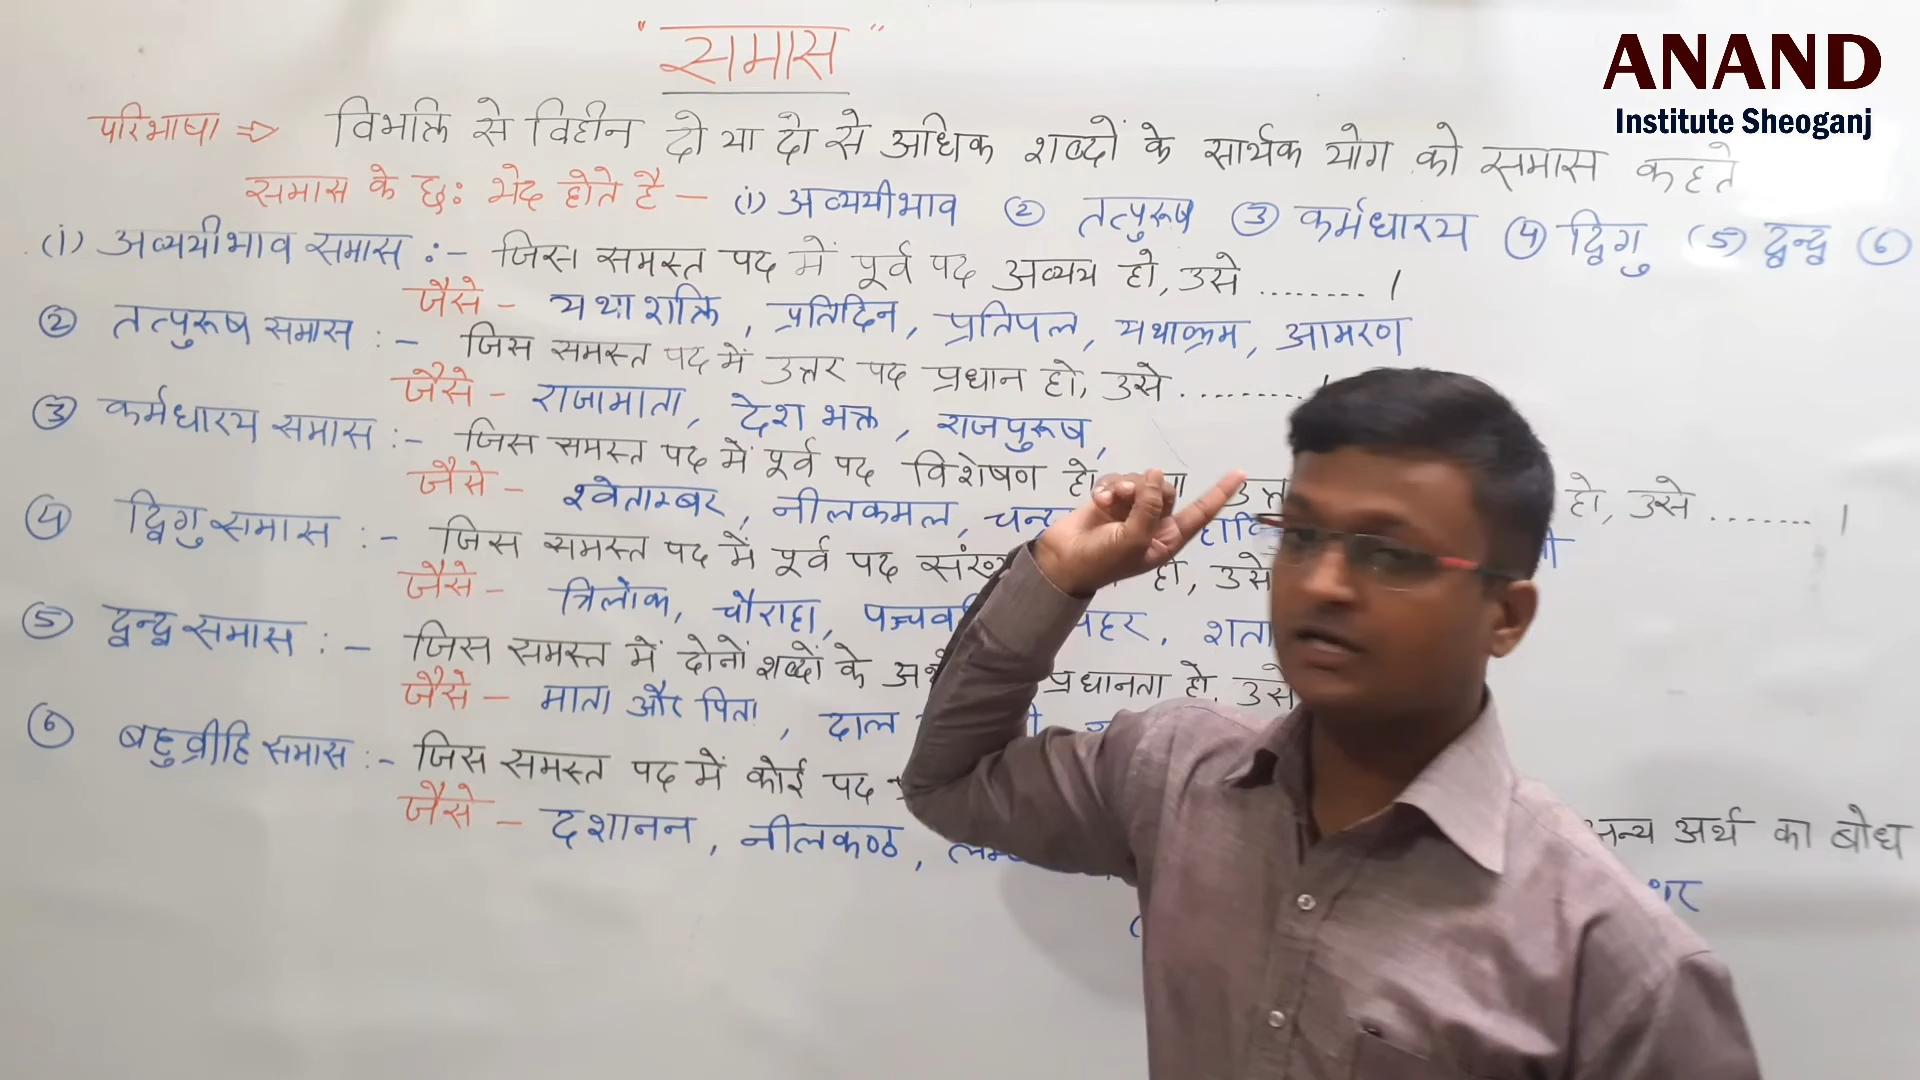 ANAND
Institute Sheoganj
"समास"
परिभाषा ⇒ विभक्ति से विहीन दो या दो से अधिक शब्दों के सार्थक योग को समास कहते
समास के छः भेद होते है – (i) अव्ययीभाव ② तत्पुरूष ③ कर्मधारय ④ द्विगु (5) द्वन्द्व ⑥
(i) अव्ययीभाव समास :- जिस समस्त पद में पूर्व पद अव्यय हो, उसे ........ ।
जैसे - यथाशक्ति, प्रतिदिन, प्रतिपल, यथाक्रम, आमरण
② तत्पुरूष समास :- जिस समस्त पद में उत्तर पद प्रधान हो, उसे .........
जैसे - राजामाता, देश भक्त, राजपुरूष,
③ कर्मधारय समास :- जिस समस्त पद में पूर्व पद विशेषण हो हो, उसे ....... ।
जैसे - श्वेताम्बर, नीलकमल,
④ द्विगु समास :- जिस समस्त पद में पूर्व पद हो, उसे
जैसे - त्रिलोक, चौराहा,
⑤ द्वन्द्व समास :- जिस समस्त में दोनों शब्दों के प्रधानता हो, उसे
जैसे - माता और पिता, दाल
⑥ बहुव्रीहि समास :- जिस समस्त पद में कोई पद अन्य अर्थ का बोध
जैसे - दशानन, नीलकण्ठ,